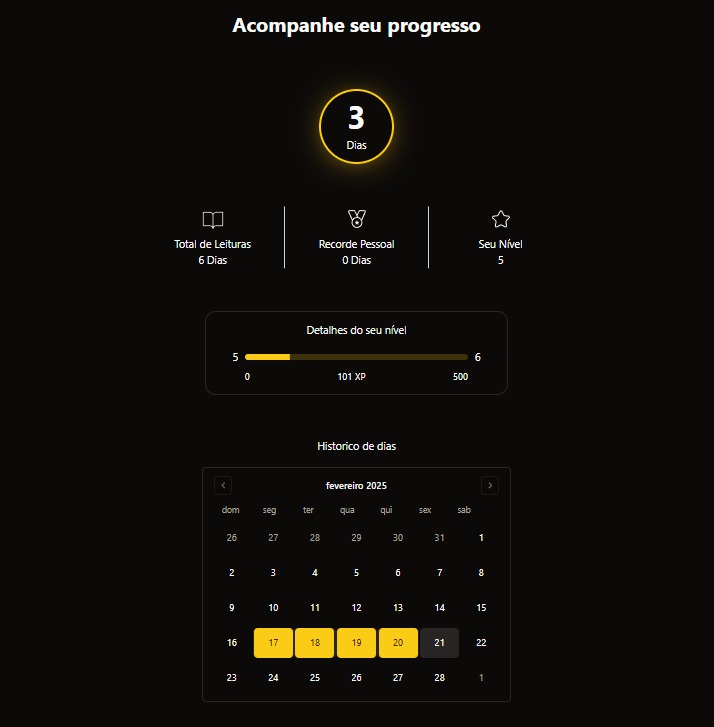 Acompanhe seu progresso
3
Dias
Total de Leituras
6 Dias
Recorde Pessoal
0 Dias
Seu Nível
5
Detalhes do seu nível
5 6
0 101 XP 500
Historico de dias
fevereiro 2025
dom seg ter qua qui sex sab
26 27 28 29 30 31 1
2 3 4 5 6 7 8
9 10 11 12 13 14 15
16 17 18 19 20 21 22
23 24 25 26 27 28 1